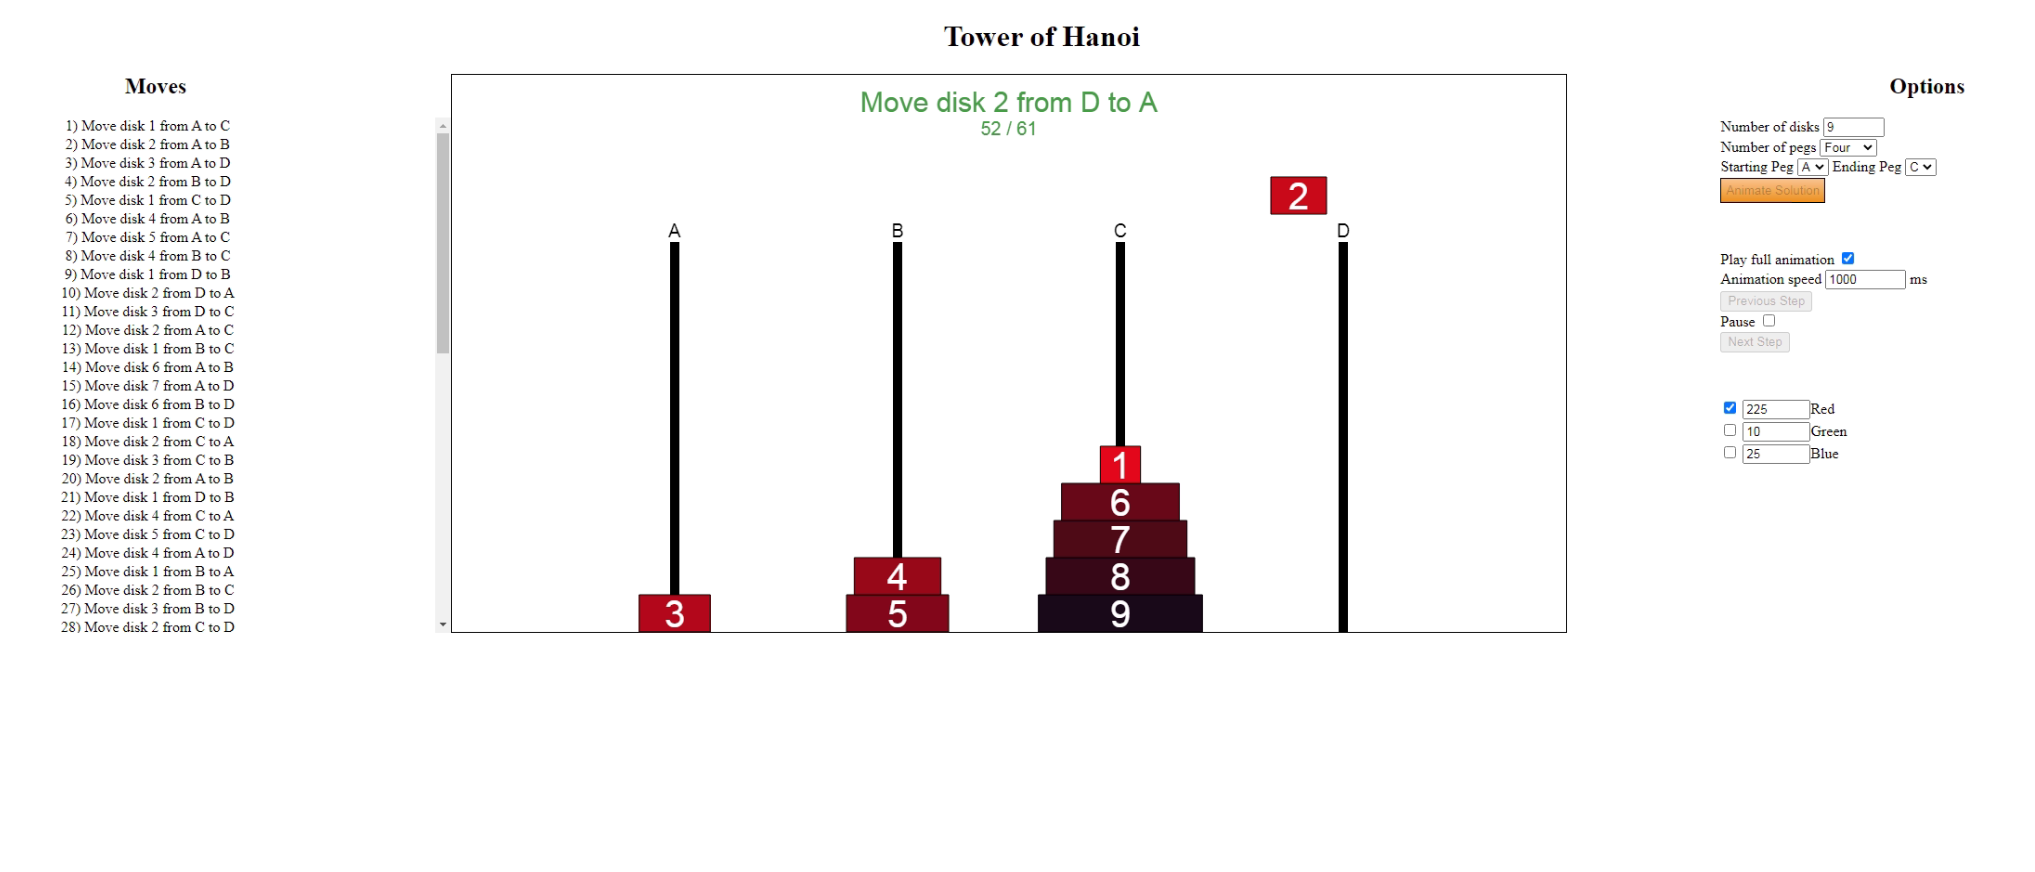 Tower of Hanoi
Moves
1) Move disk 1 from A to C
2) Move disk 2 from A to B
3) Move disk 3 from A to D
4) Move disk 2 from B to D
5) Move disk 1 from C to D
6) Move disk 4 from A to B
7) Move disk 5 from A to C
8) Move disk 4 from B to C
9) Move disk 1 from D to B
10) Move disk 2 from D to A
11) Move disk 3 from D to C
12) Move disk 2 from A to C
13) Move disk 1 from B to C
14) Move disk 6 from A to B
15) Move disk 7 from A to D
16) Move disk 6 from B to D
17) Move disk 1 from C to D
18) Move disk 2 from C to A
19) Move disk 3 from C to B
20) Move disk 2 from A to B
21) Move disk 1 from D to B
22) Move disk 4 from C to A
23) Move disk 5 from C to D
24) Move disk 4 from A to D
25) Move disk 1 from B to A
26) Move disk 2 from B to C
27) Move disk 3 from B to D
28) Move disk 2 from C to D
Move disk 2 from D to A
52 / 61
2
A B C D
1
6
7
4 8
3 5 9
Options
Number of disks 9
Number of pegs Four
Starting Peg A Ending Peg C
Animate Solution
Play full animation
Animation speed 1000 ms
Previous Step
Pause
Next Step
225 Red
10 Green
25 Blue